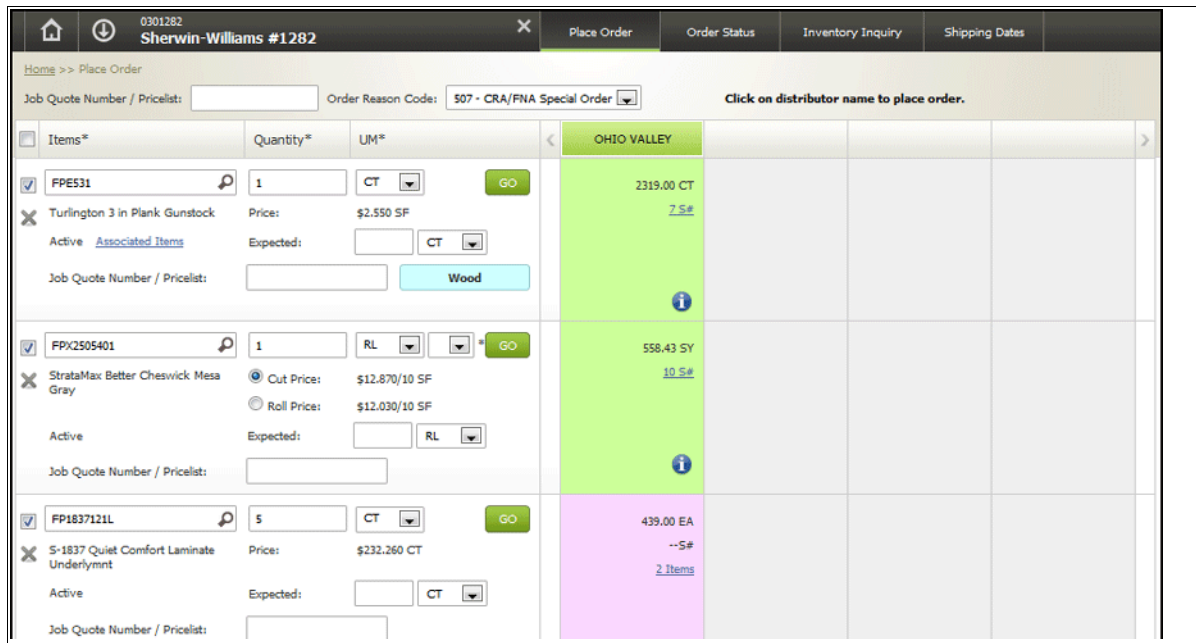 0301282
Sherwin-Williams #1282
Place Order
Order Status
Inventory Inquiry
Shipping Dates
Home >> Place Order
Job Quote Number / Pricelist:
Order Reason Code: 507 - CRA/FNA Special Order
Click on distributor name to place order.
Items* Quantity* UM* OHIO VALLEY
FPE531 1 CT GO 2319.00 CT
Turlington 3 in Plank Gunstock Price: $2.550 SF 7 S#
Active Associated Items Expected: CT
Job Quote Number / Pricelist: Wood
FPX2505401 1 RL * GO 558.43 SY
StrataMax Better Cheswick Mesa Gray Cut Price: $12.870/10 SF 10 S#
Roll Price: $12.030/10 SF
Active Expected: RL
Job Quote Number / Pricelist:
FP1837121L 5 CT GO 439.00 EA
S-1837 Quiet Comfort Laminate Underlymnt Price: $232.260 CT --S#
2 Items
Active Expected: CT
Job Quote Number / Pricelist: